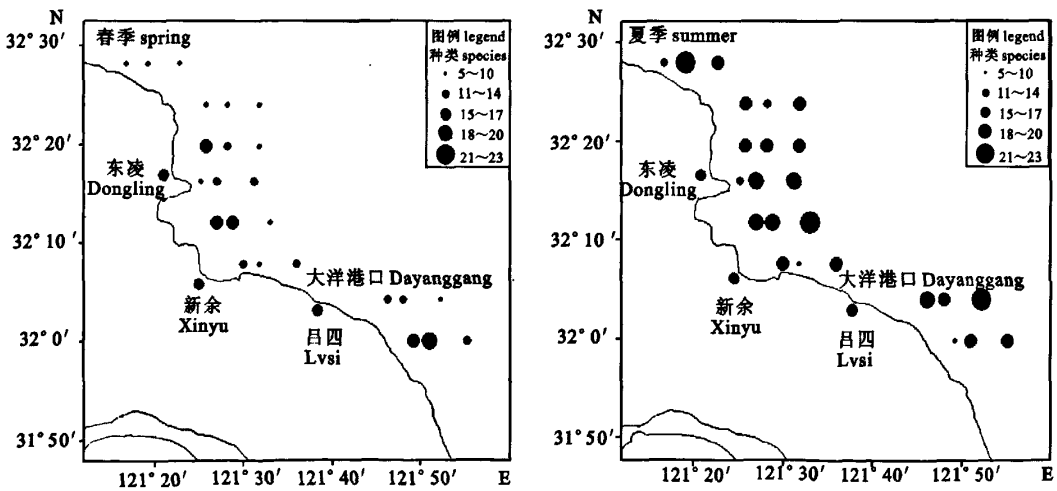 N
32° 30′
32° 20′
32° 10′
32° 0′
31° 50′
春季 spring
图例 legend
种类 species
5～10
11～14
15～17
18～20
21～23
东凌
Dongling
大洋港口 Dayanggang
新余
Xinyu
吕四
Lvsi
121° 20′
121° 30′
121° 40′
121° 50′
E
N
32° 30′
32° 20′
32° 10′
32° 0′
31° 50′
夏季 summer
图例 legend
种类 species
5～10
11～14
15～17
18～20
21～23
东凌
Dongling
大洋港口 Dayanggang
新余
Xinyu
吕四
Lvsi
121° 20′
121° 30′
121° 40′
121° 50′
E